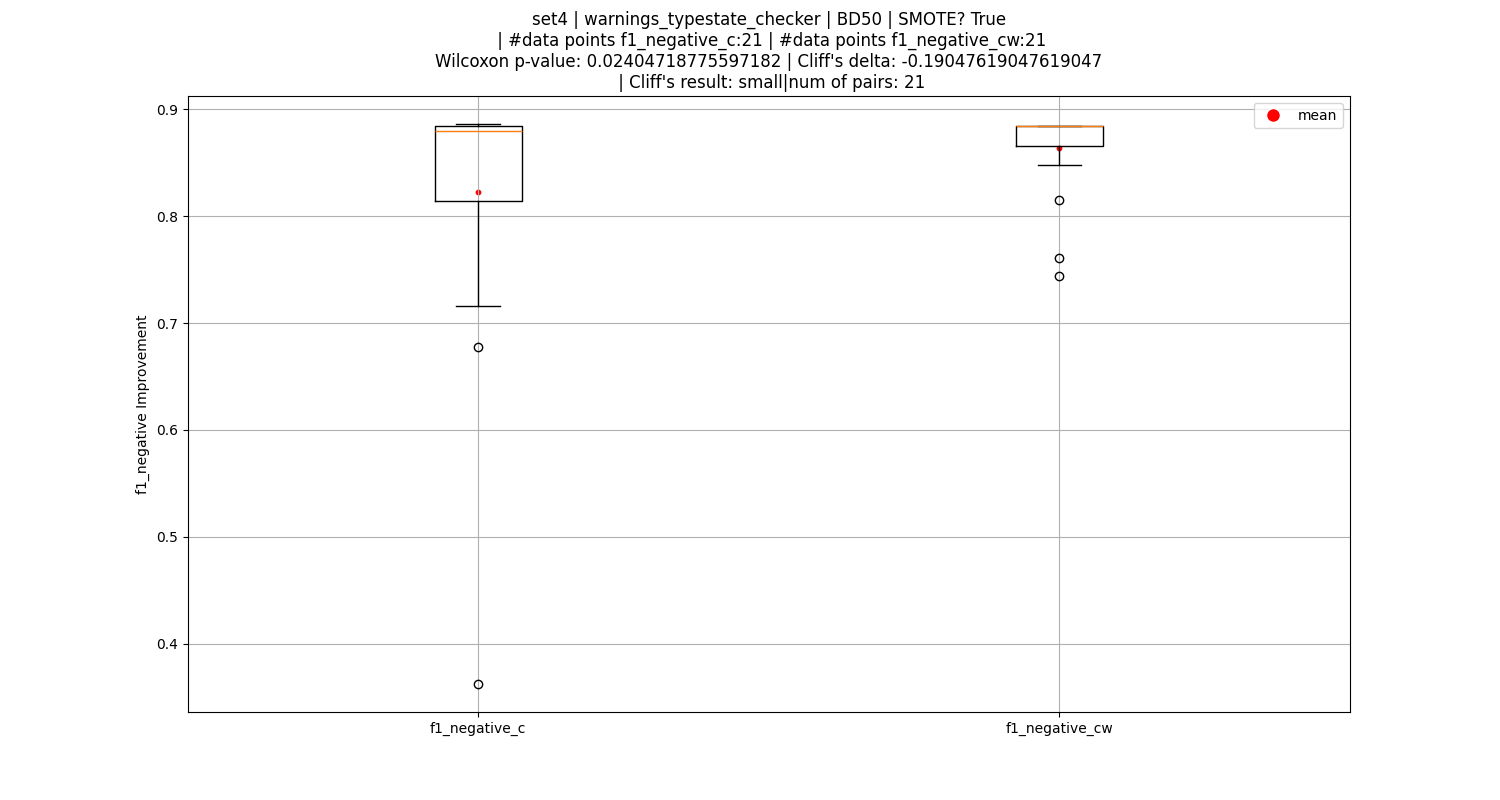 set4 | warnings_typestate_checker | BD50 | SMOTE? True
| #data points f1_negative_c:21 | #data points f1_negative_cw:21
Wilcoxon p-value: 0.02404718775597182 | Cliff's delta: -0.19047619047619047
| Cliff's result: small|num of pairs: 21
mean
0.9
0.8
0.7
0.6
0.5
0.4
f1_negative Improvement
f1_negative_c
f1_negative_cw